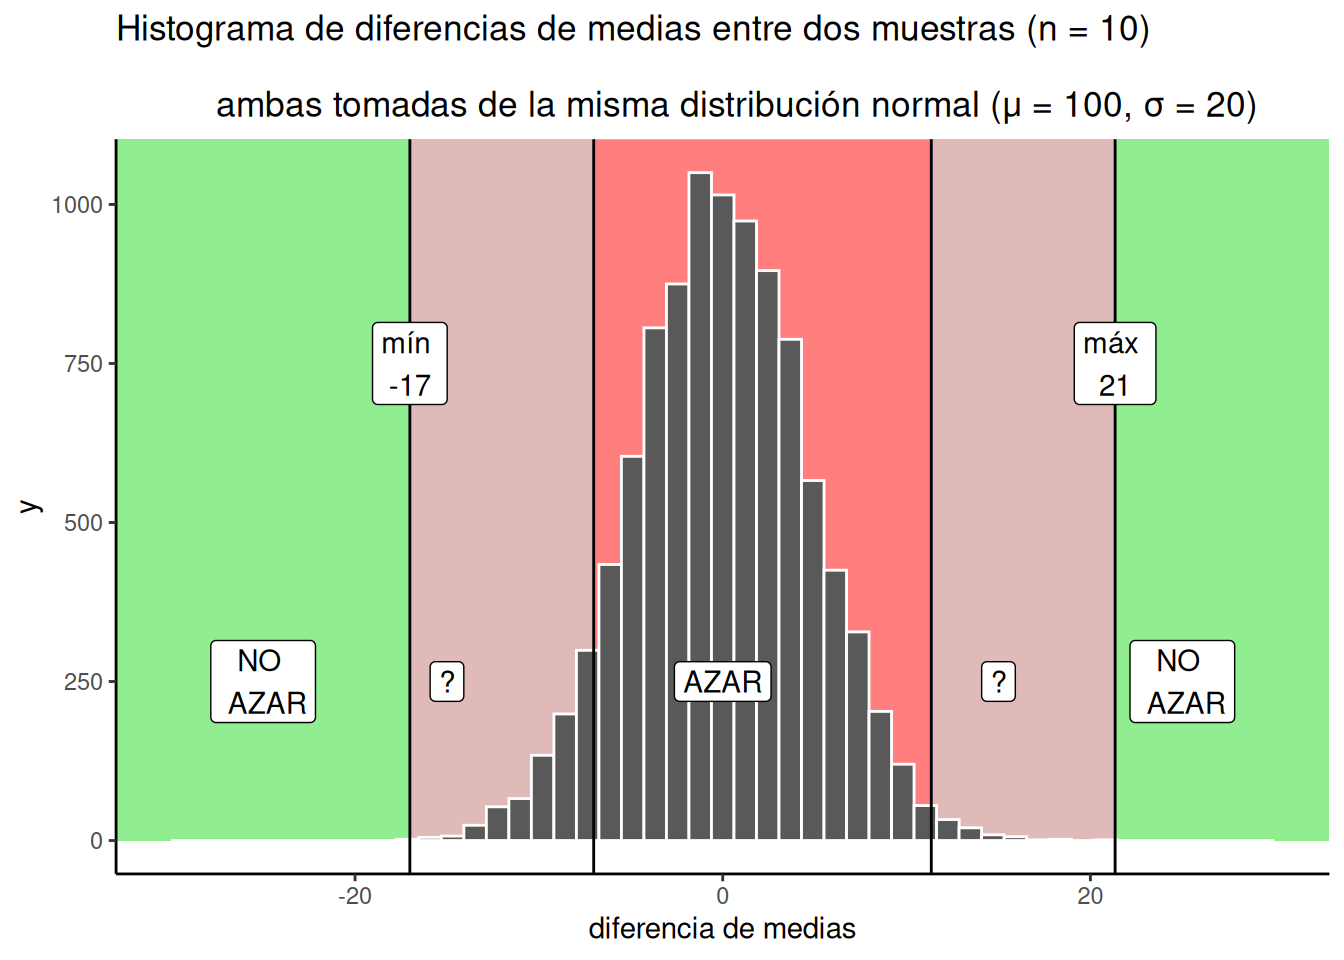 Histograma de diferencias de medias entre dos muestras (n = 10)
ambas tomadas de la misma distribución normal (μ = 100, σ = 20)
1000
750
500
250
0
y
mín
-17
máx
21
NO
AZAR
?
AZAR
?
NO
AZAR
-20
0
20
diferencia de medias